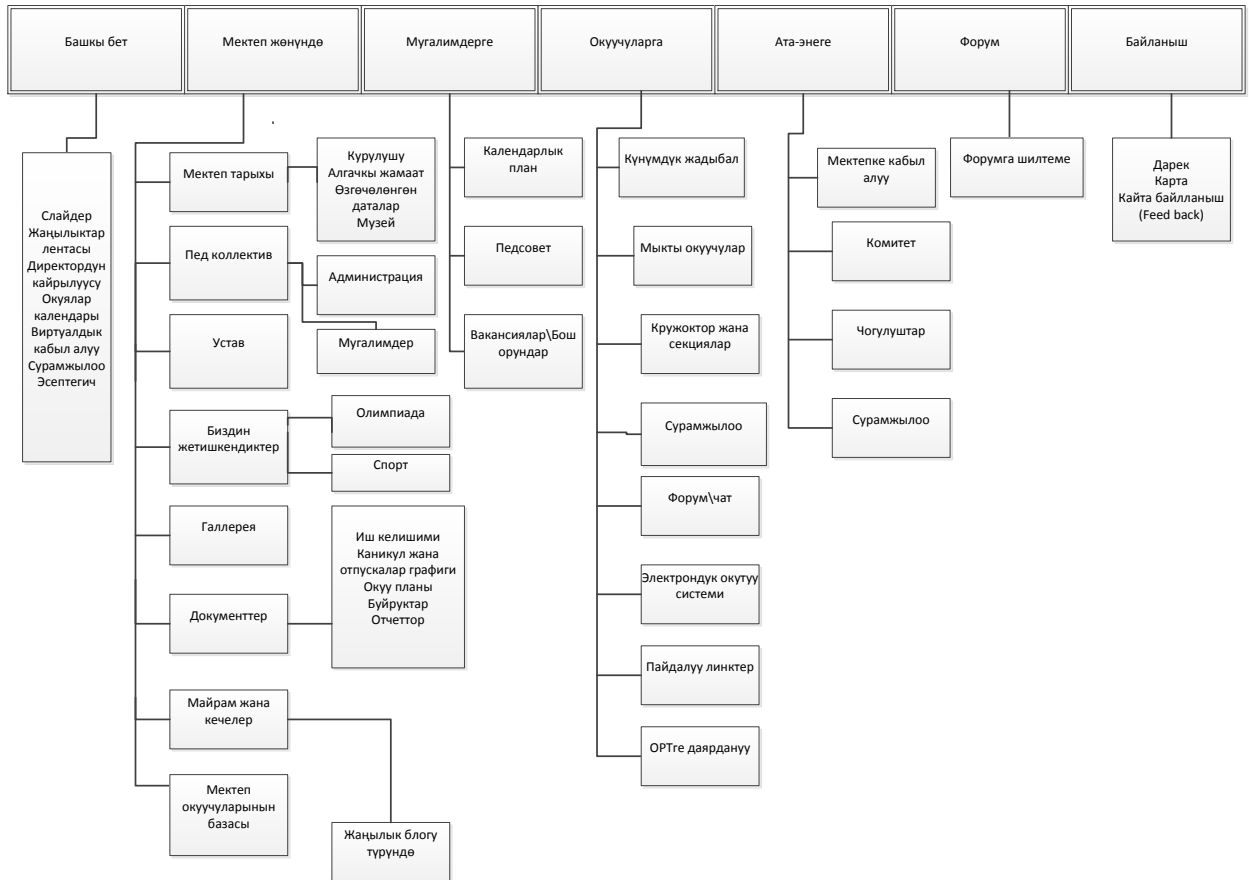 Башкы бет
Мектеп жөнүндө
Мугалимдерге
Окуучуларга
Ата-энеге
Форум
Байланыш
Слайдер
Жаңылыктар
лентасы
Директордун
кайрылуусу
Окуялар
календары
Виртуалдык
кабыл алуу
Сурамжылоо
Эсептегич
Мектеп тарыхы
Курулушу
Алгачкы жамаат
Өзгөчөлөнгөн
даталар
Музей
Пед коллектив
Администрация
Мугалимдер
Устав
Биздин
жетишкендиктер
Олимпиада
Спорт
Галлерея
Документтер
Иш келишими
Каникул жана
отпускалар графиги
Окуу планы
Буйруктар
Отчеттор
Майрам жана
кечелер
Жаңылык блогу
түрүндө
Мектеп
окуучуларынын
базасы
Календарлык
план
Педсовет
Вакансиялар\Бош
орундар
Күнүмдүк жадыбал
Мыкты окуучулар
Кружоктор жана
секциялар
Сурамжылоо
Форум\чат
Электрондук окутуу
системи
Пайдалуу линктер
ОРТге даярдануу
Мектепке кабыл
алуу
Комитет
Чогулуштар
Сурамжылоо
Форумга шилтеме
Дарек
Карта
Кайта байлланыш
(Feed back)